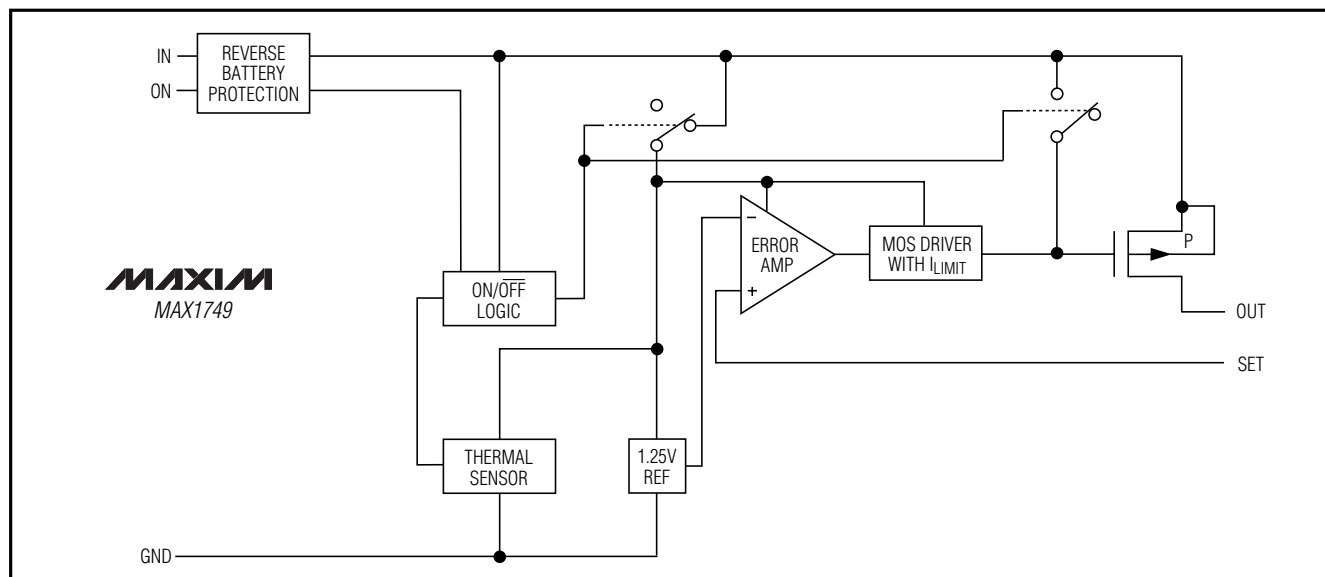 IN
ON
REVERSE
BATTERY
PROTECTION
MAXIM
MAX1749
ON/O̅F̅F̅
LOGIC
ERROR
AMP
−
+
MOS DRIVER
WITH ILIMIT
P
OUT
SET
THERMAL
SENSOR
1.25V
REF
GND